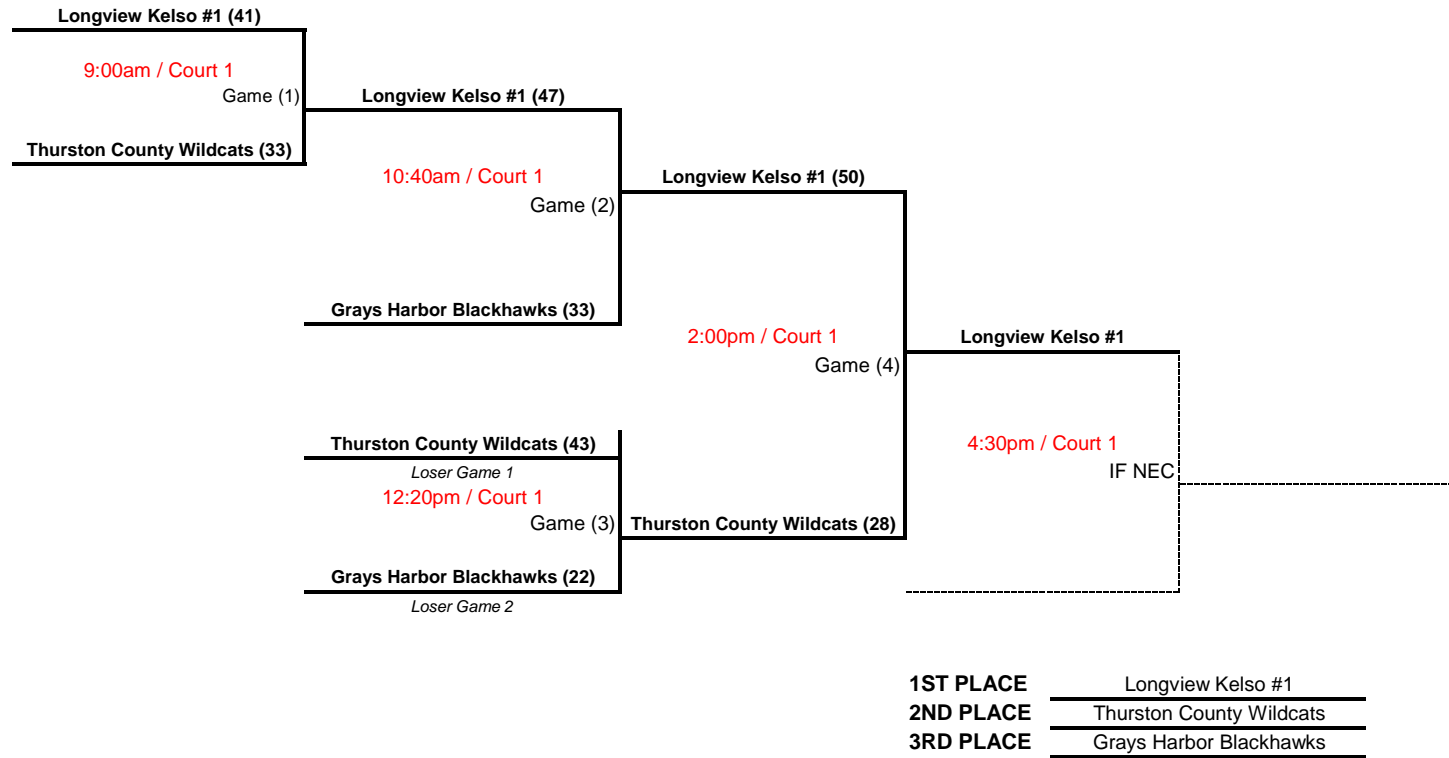 Longview Kelso #1 (41)
9:00am / Court 1
Game (1)
Thurston County Wildcats (33)
Longview Kelso #1 (47)
10:40am / Court 1
Game (2)
Grays Harbor Blackhawks (33)
Thurston County Wildcats (43)
Loser Game 1
12:20pm / Court 1
Game (3)
Grays Harbor Blackhawks (22)
Loser Game 2
Longview Kelso #1 (50)
2:00pm / Court 1
Game (4)
Thurston County Wildcats (28)
Longview Kelso #1
4:30pm / Court 1
IF NEC
1ST PLACE Longview Kelso #1
2ND PLACE Thurston County Wildcats
3RD PLACE Grays Harbor Blackhawks